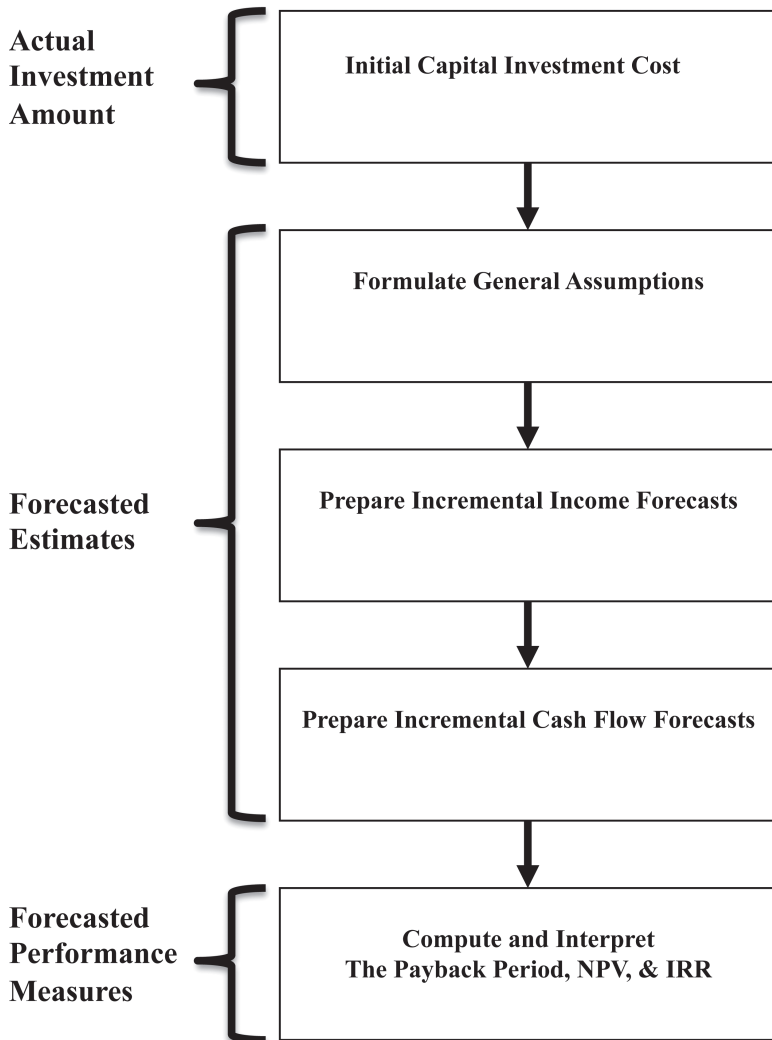 Actual
Investment
Amount
Initial Capital Investment Cost
Forecasted
Estimates
Formulate General Assumptions
Prepare Incremental Income Forecasts
Prepare Incremental Cash Flow Forecasts
Forecasted
Performance
Measures
Compute and Interpret
The Payback Period, NPV, & IRR